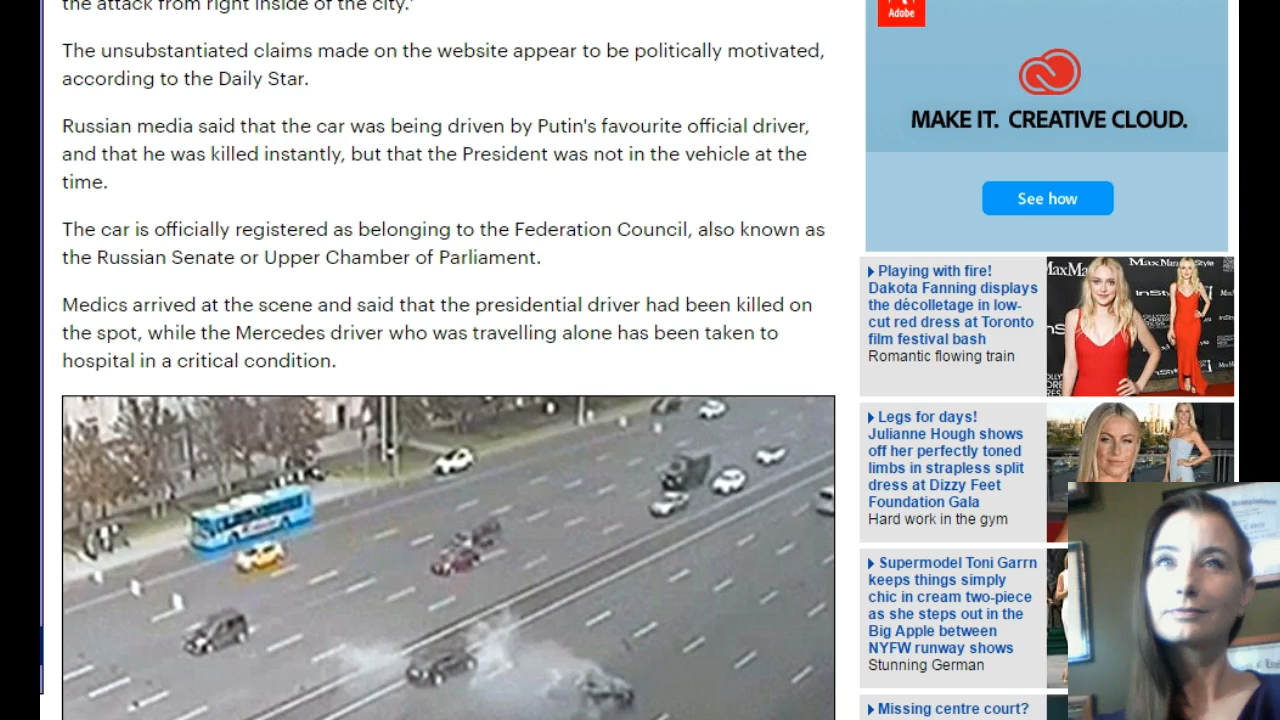 the attack from right inside of the city.'
The unsubstantiated claims made on the website appear to be politically motivated,
according to the Daily Star.
Russian media said that the car was being driven by Putin's favourite official driver,
and that he was killed instantly, but that the President was not in the vehicle at the
time.
The car is officially registered as belonging to the Federation Council, also known as
the Russian Senate or Upper Chamber of Parliament.
Medics arrived at the scene and said that the presidential driver had been killed on
the spot, while the Mercedes driver who was travelling alone has been taken to
hospital in a critical condition.
Adobe
MAKE IT. CREATIVE CLOUD.
See how
Playing with fire!
Dakota Fanning displays
the décolletage in low-
cut red dress at Toronto
film festival bash
Romantic flowing train
Legs for days!
Julianne Hough shows
off her perfectly toned
limbs in strapless split
dress at Dizzy Feet
Foundation Gala
Hard work in the gym
Supermodel Toni Garrn
keeps things simply
chic in cream two-piece
as she steps out in the
Big Apple between
NYFW runway shows
Stunning German
Missing centre court?